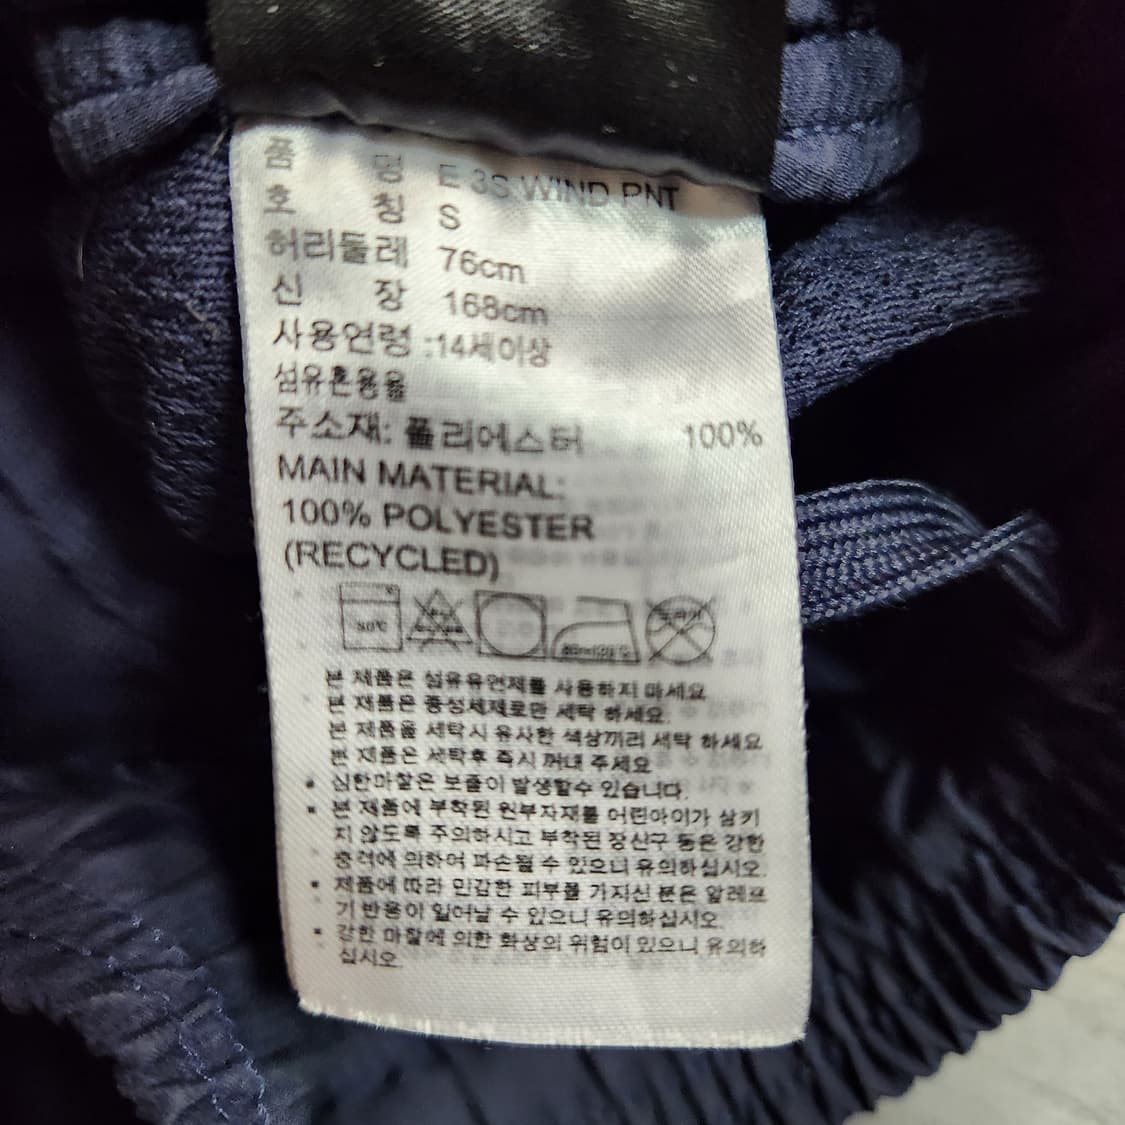 품 명 E 3S WIND PNT
호 칭 S
허리둘레 76cm
신 장 168cm
사용연령 :14세이상
섬유혼용율
주소재: 폴리에스터 100%
MAIN MATERIAL:
100% POLYESTER
(RECYCLED)
드라이
본 제품은 섬유유연제를 사용하지 마세요
본 제품은 중성세제로만 세탁 하세요.
본 제품을 세탁시 유사한 색상끼리 세탁 하세요
본 제품은 세탁후 즉시 꺼내 주세요
• 심한마찰은 보풀이 발생할수 있습니다.
• 본 제품에 부착된 원부자재를 어린아이가 삼키
지 않도록 주의하시고 부착된 장신구 등은 강한
충격에 의하여 파손될 수 있으니 유의하십시오.
• 제품에 따라 민감한 피부를 가지신 분은 알레르
기 반응이 일어날 수 있으니 유의하십시오.
• 강한 마찰에 의한 화상의 위험이 있으니 유의하
십시오.